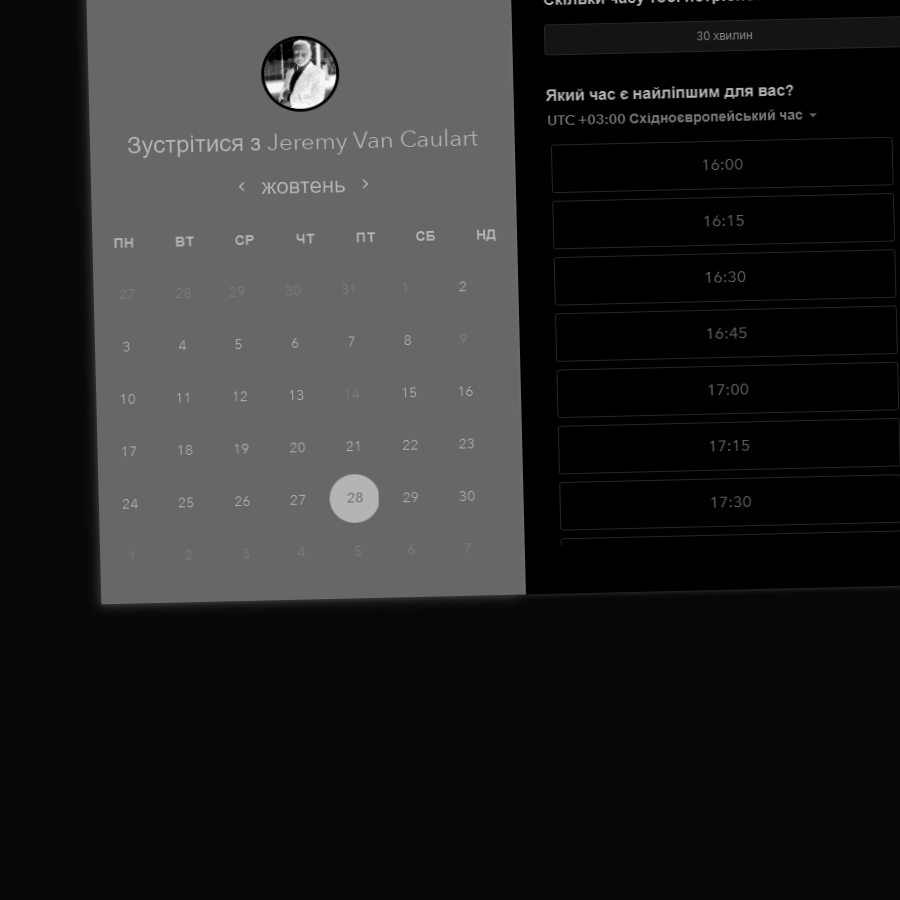 Зустрітися з Jeremy Van Caulart
жовтень
ПН ВТ СР ЧТ ПТ СБ НД
27 28 29 30 31 1 2
3 4 5 6 7 8 9
10 11 12 13 14 15 16
17 18 19 20 21 22 23
24 25 26 27 28 29 30
1 2 3 4 5 6 7
30 хвилин
Який час є найліпшим для вас?
UTC +03:00 Східноєвропейський час
16:00
16:15
16:30
16:45
17:00
17:15
17:30